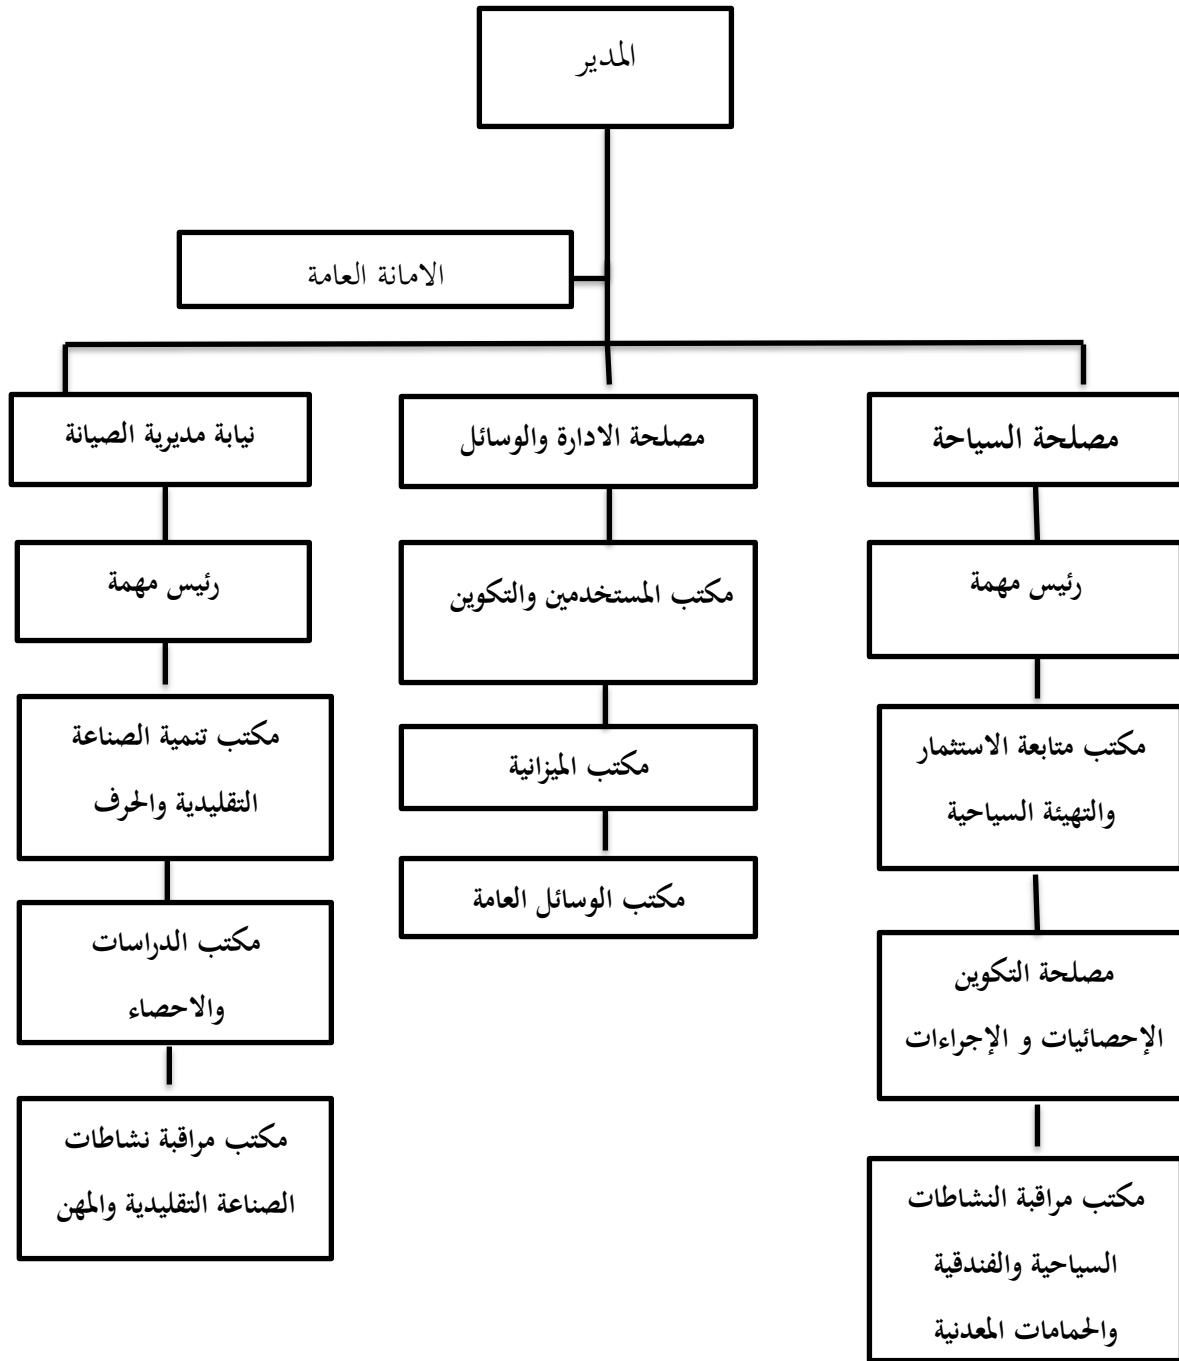 المدير
الامانة العامة
مصلحة السياحة
مصلحة الادارة والوسائل
نيابة مديرية الصيانة
رئيس مهمة
مكتب المستخدمين والتكوين
رئيس مهمة
مكتب متابعة الاستثمار
والتهيئة السياحية
مكتب الميزانية
مكتب تنمية الصناعة
التقليدية والحرف
مكتب الوسائل العامة
مصلحة التكوين
الإحصائيات و الإجراءات
مكتب الدراسات
والاحصاء
مكتب مراقبة النشاطات
السياحية والفندقية
والحمامات المعدنية
مكتب مراقبة نشاطات
الصناعة التقليدية والمهن